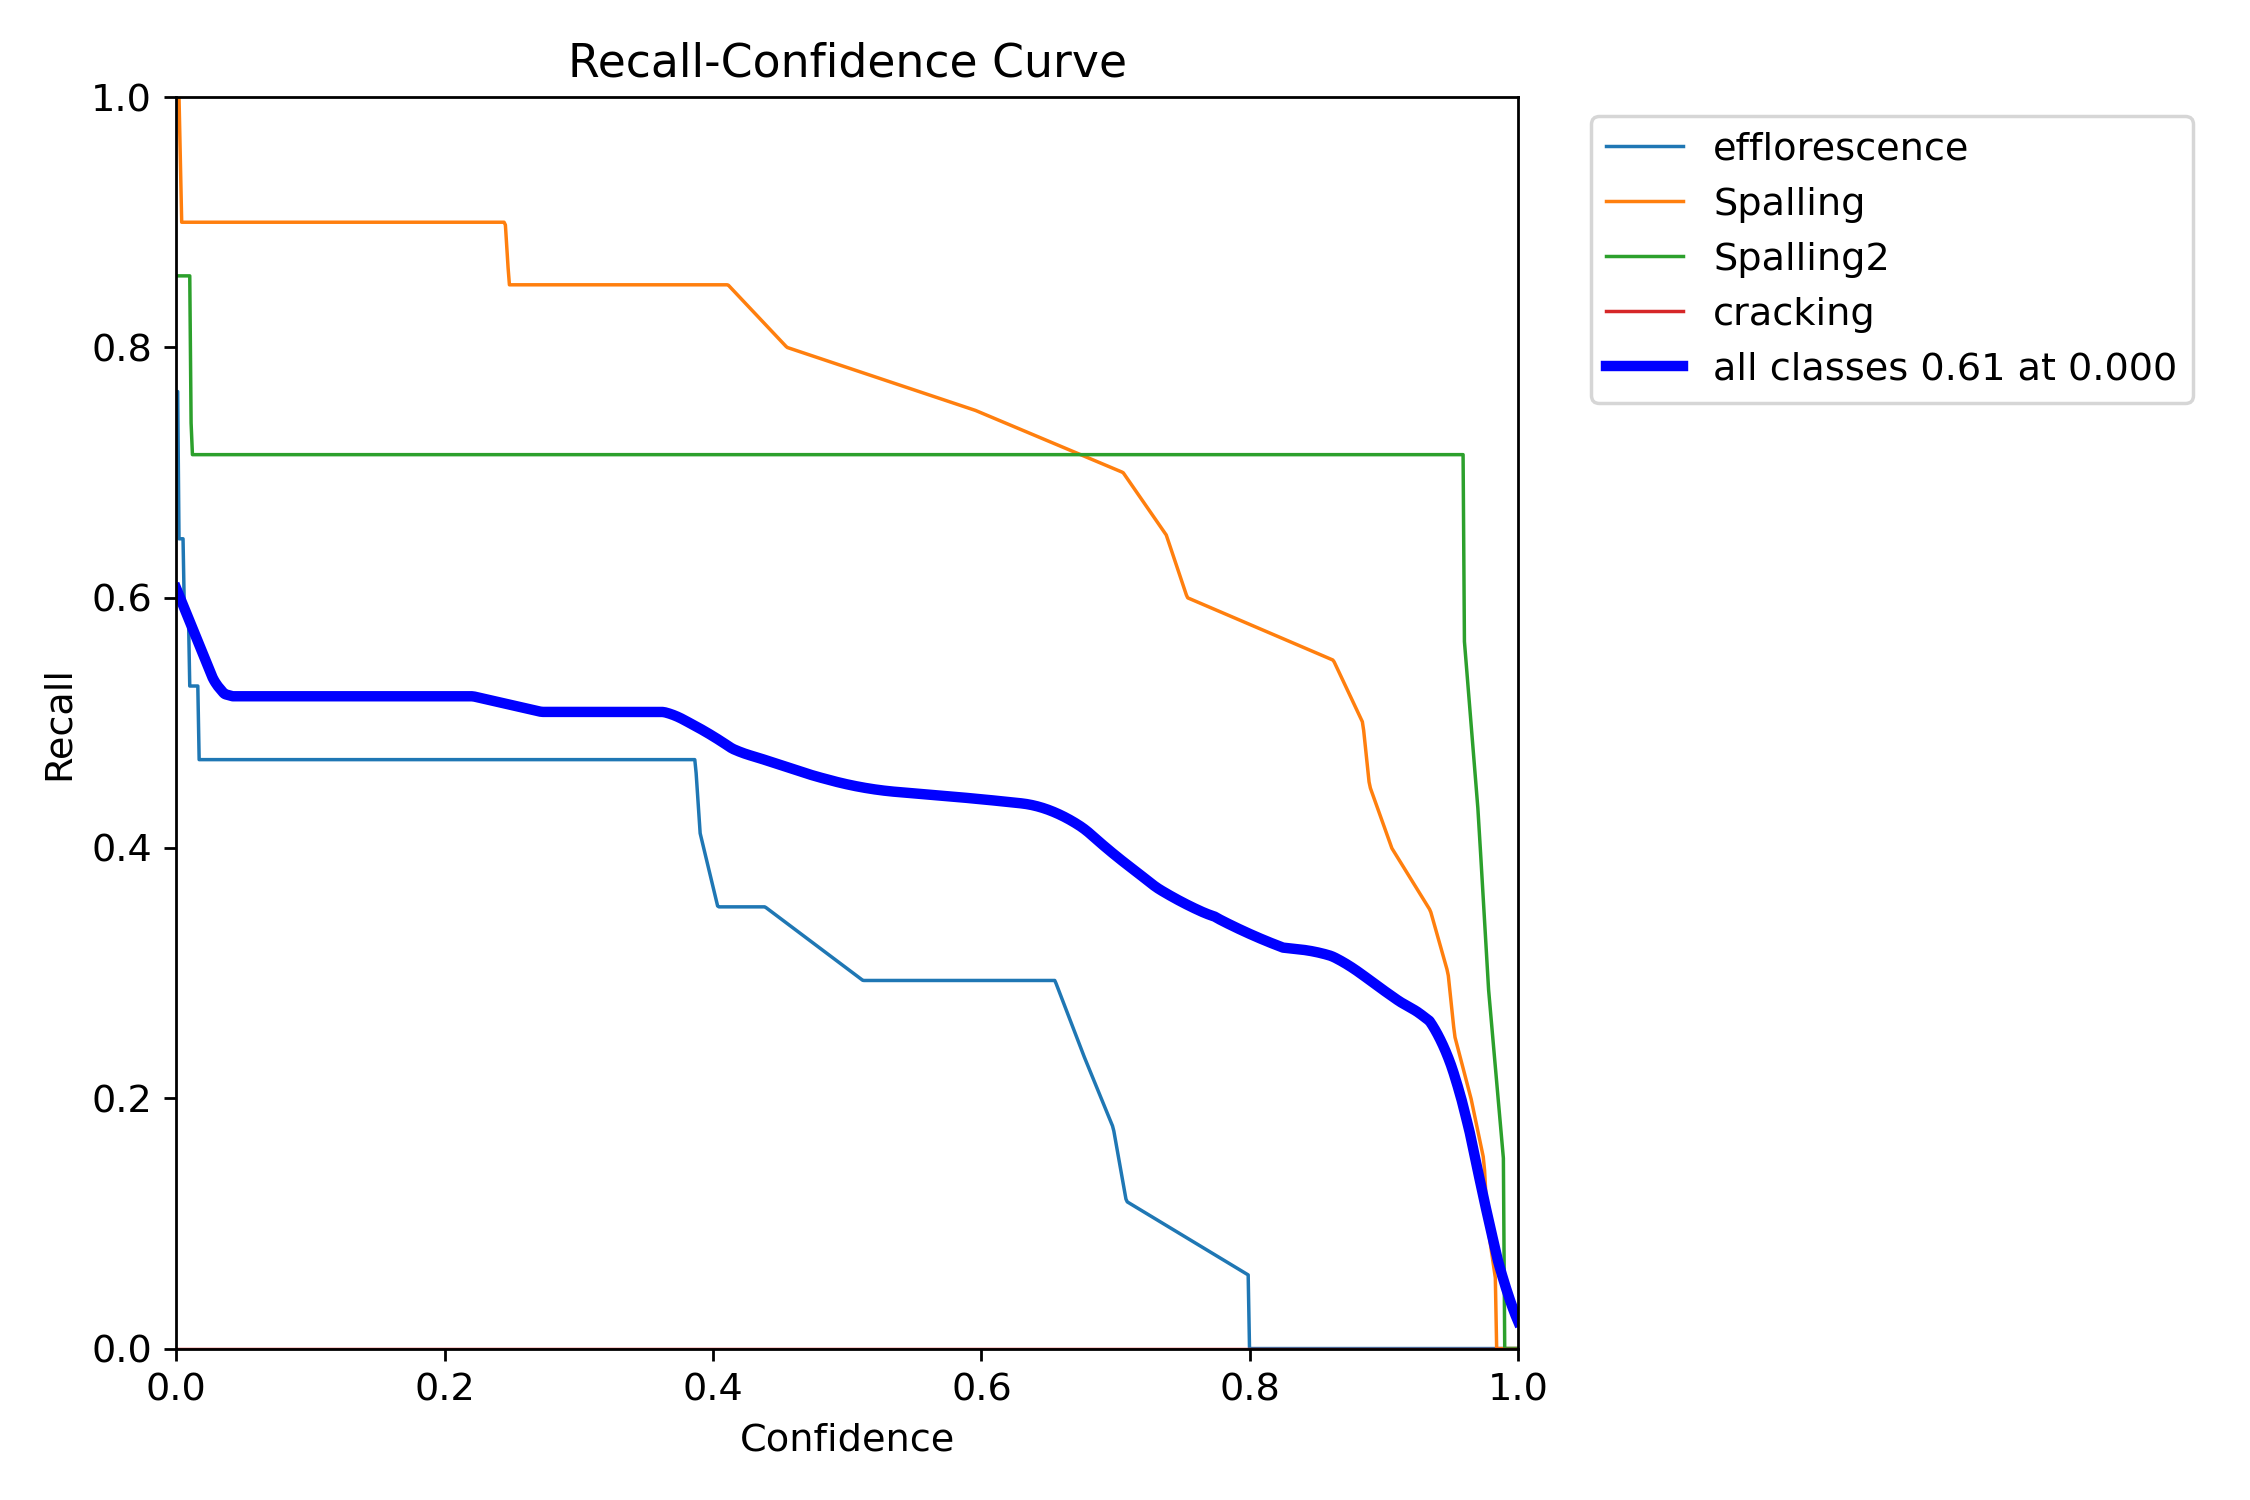 Recall-Confidence Curve
1.0
0.8
0.6
0.4
0.2
0.0
Recall
0.0 0.2 0.4 0.6 0.8 1.0
Confidence
efflorescence
Spalling
Spalling2
cracking
all classes 0.61 at 0.000